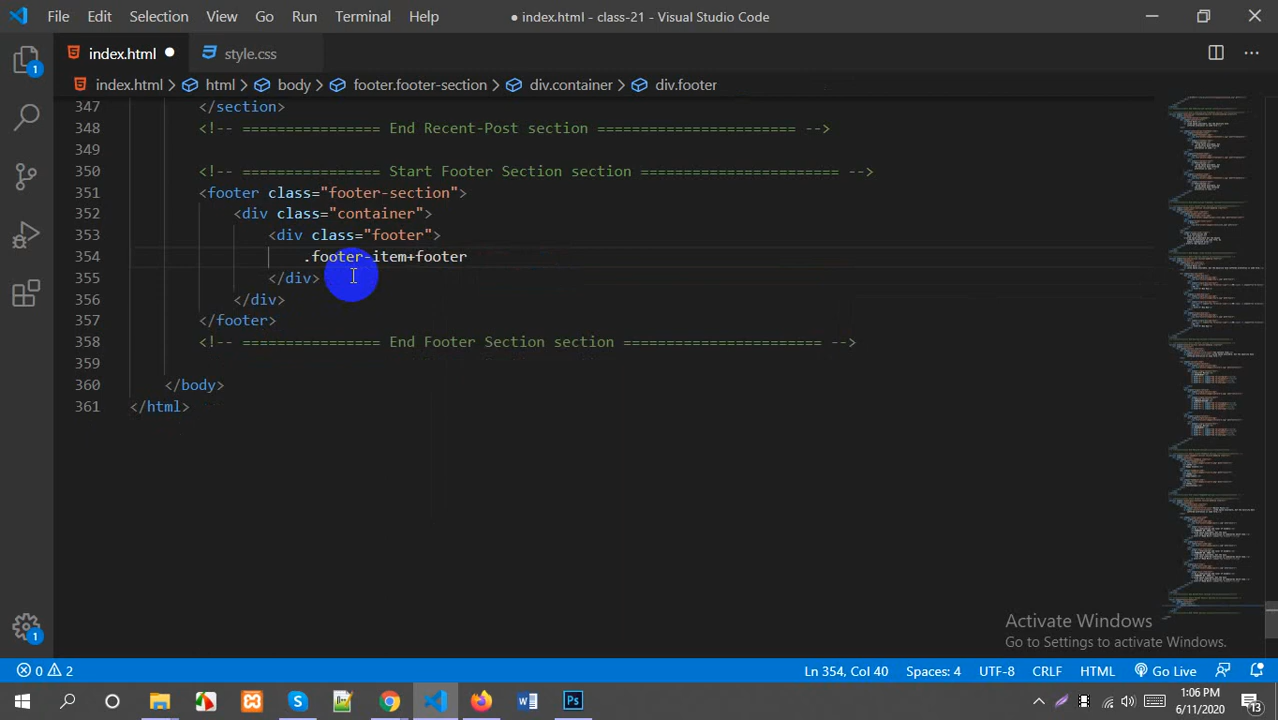 File Edit Selection View Go Run Terminal Help
● index.html - class-21 - Visual Studio Code
index.html ●
style.css
index.html > html > body > footer.footer-section > div.container > div.footer
347 </section>
348 <!-- ================ End Recent-Post section ======================= -->
349
350 <!-- ================ Start Footer Section section ======================= -->
351 <footer class="footer-section">
352 <div class="container">
353 <div class="footer">
354 .footer-item+footer
355 </div>
356 </div>
357 </footer>
358 <!-- ================ End Footer Section section ======================= -->
359
360 </body>
361 </html>
1
1
Activate Windows
Go to Settings to activate Windows.
0 2
Ln 354, Col 40 Spaces: 4 UTF-8 CRLF HTML Go Live
1:06 PM
6/11/2020
13